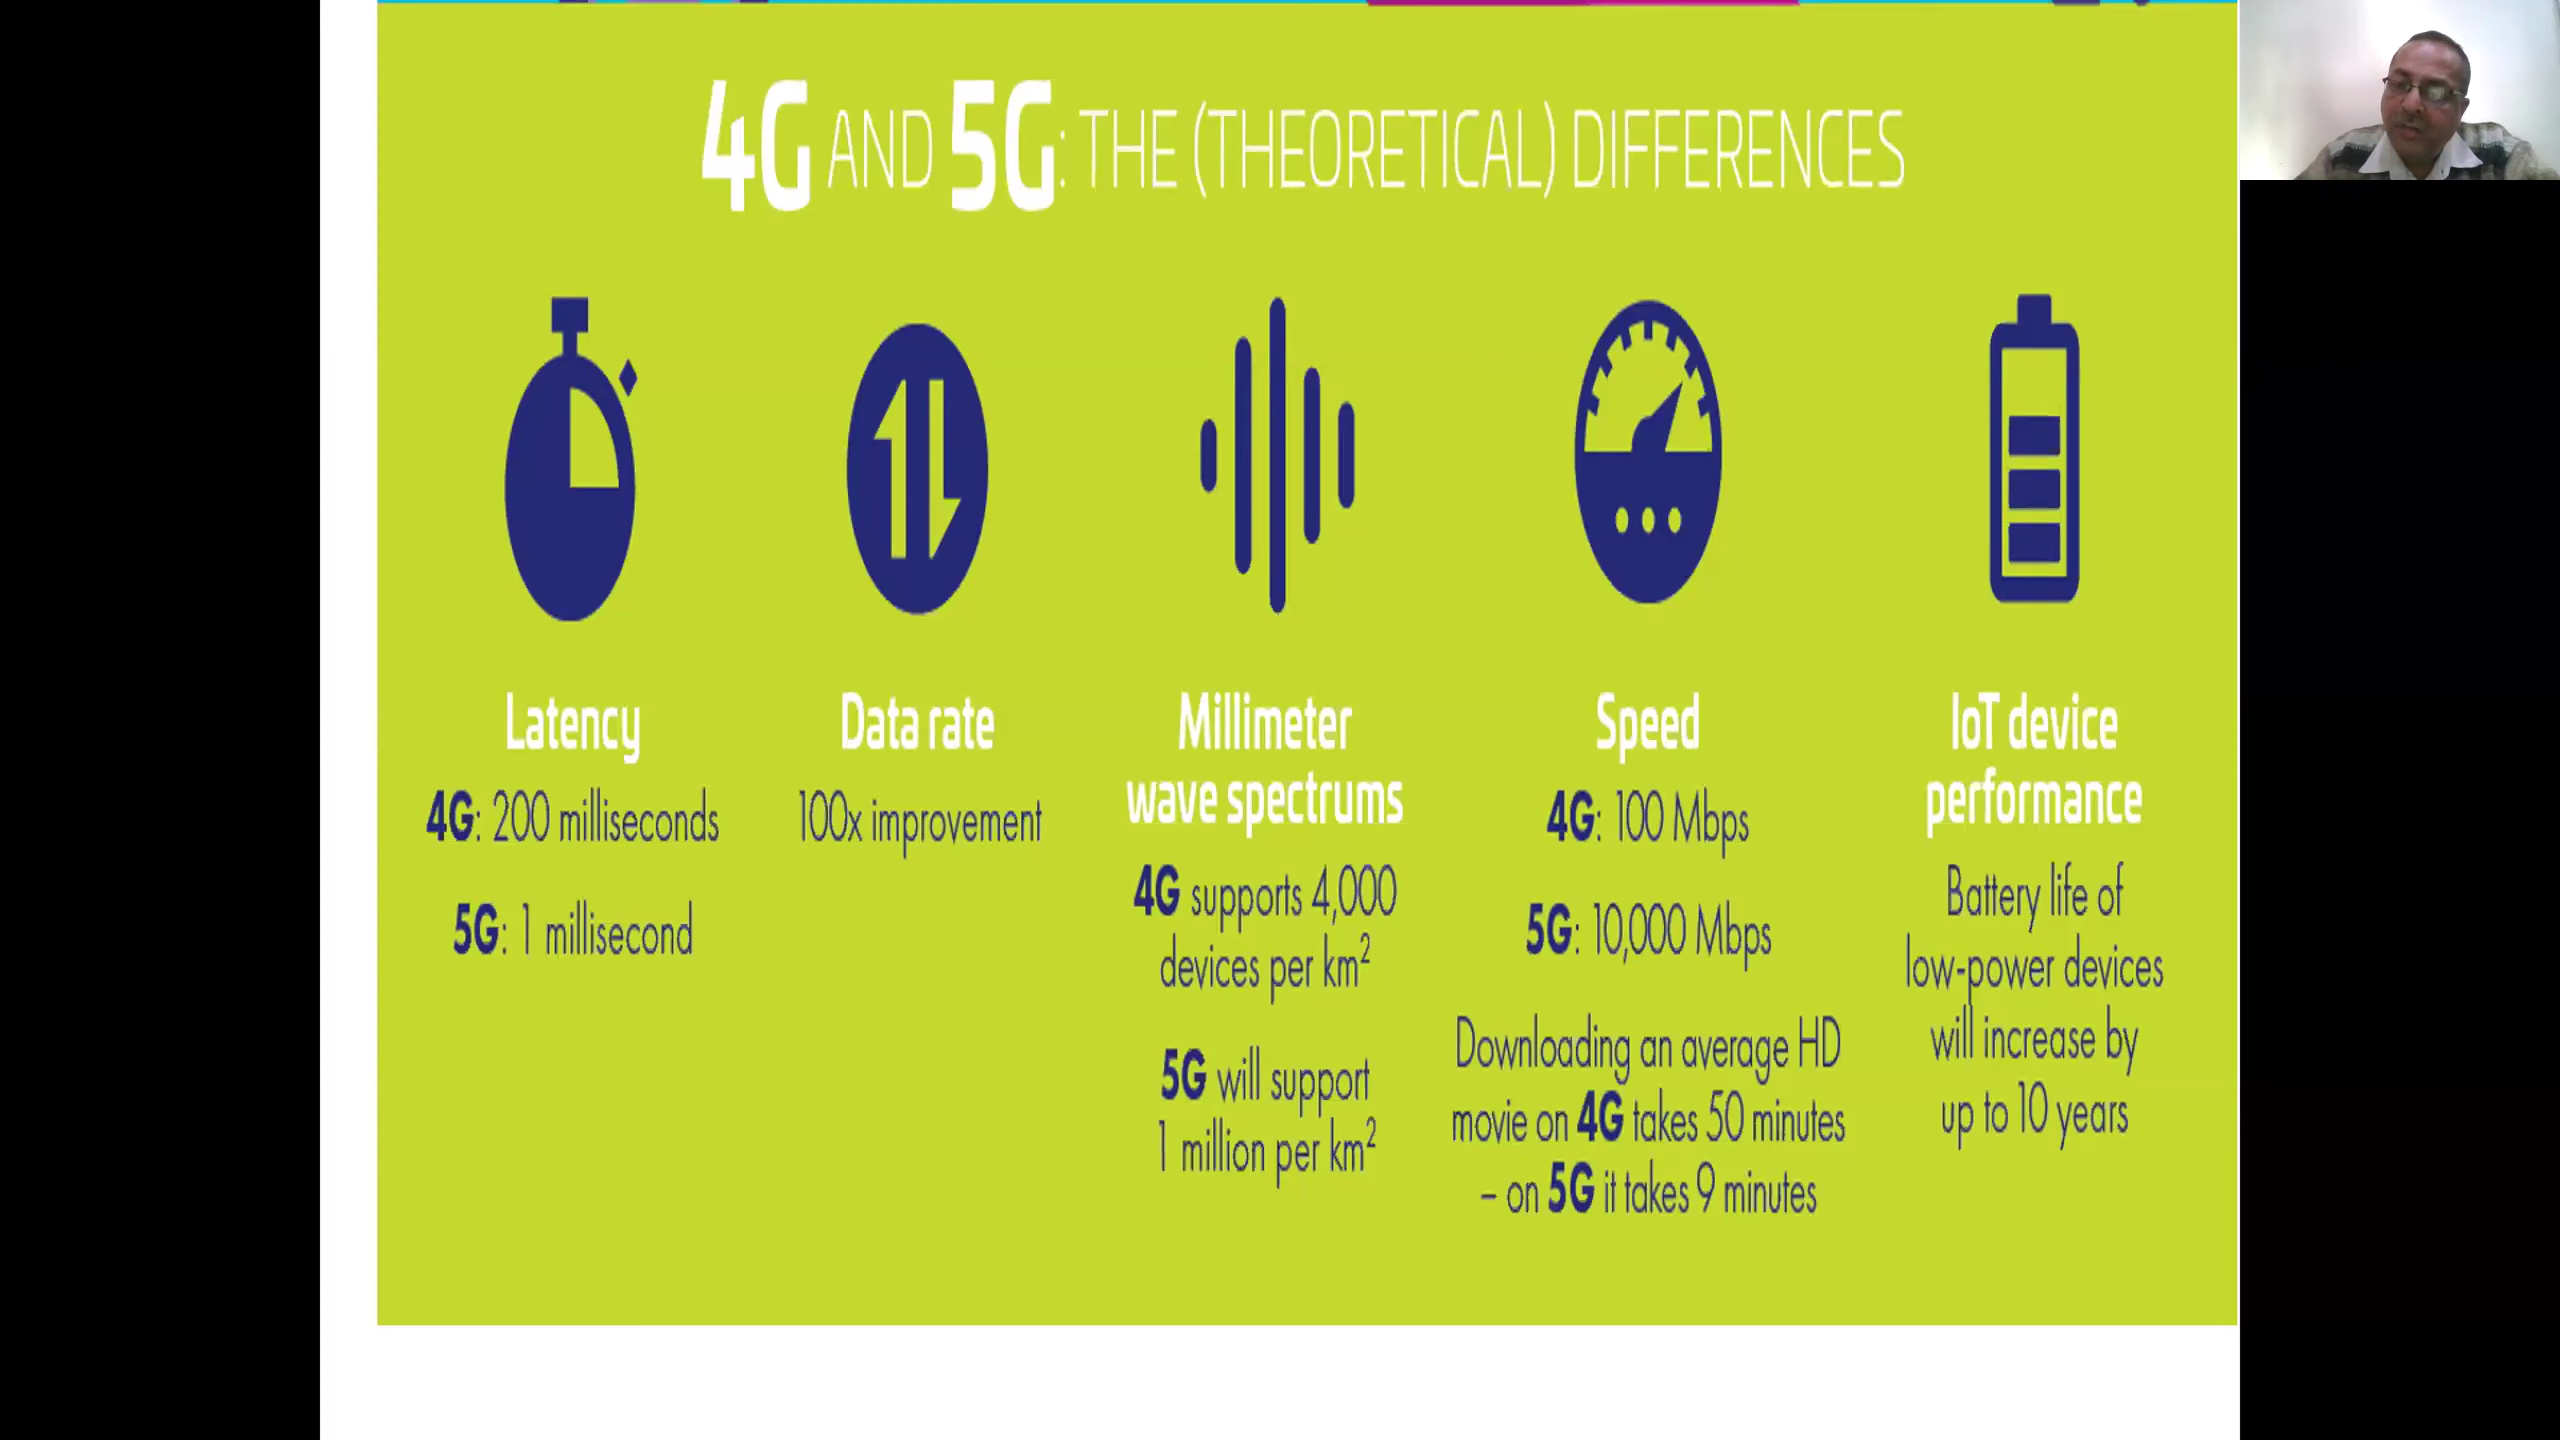 4G AND 5G: THE (THEORETICAL) DIFFERENCES
Latency
4G: 200 milliseconds
5G: 1 millisecond
Data rate
100x improvement
Millimeter
wave spectrums
4G supports 4,000
devices per km²
5G will support
1 million per km²
Speed
4G: 100 Mbps
5G: 10,000 Mbps
Downloading an average HD
movie on 4G takes 50 minutes
– on 5G it takes 9 minutes
IoT device
performance
Battery life of
low-power devices
will increase by
up to 10 years